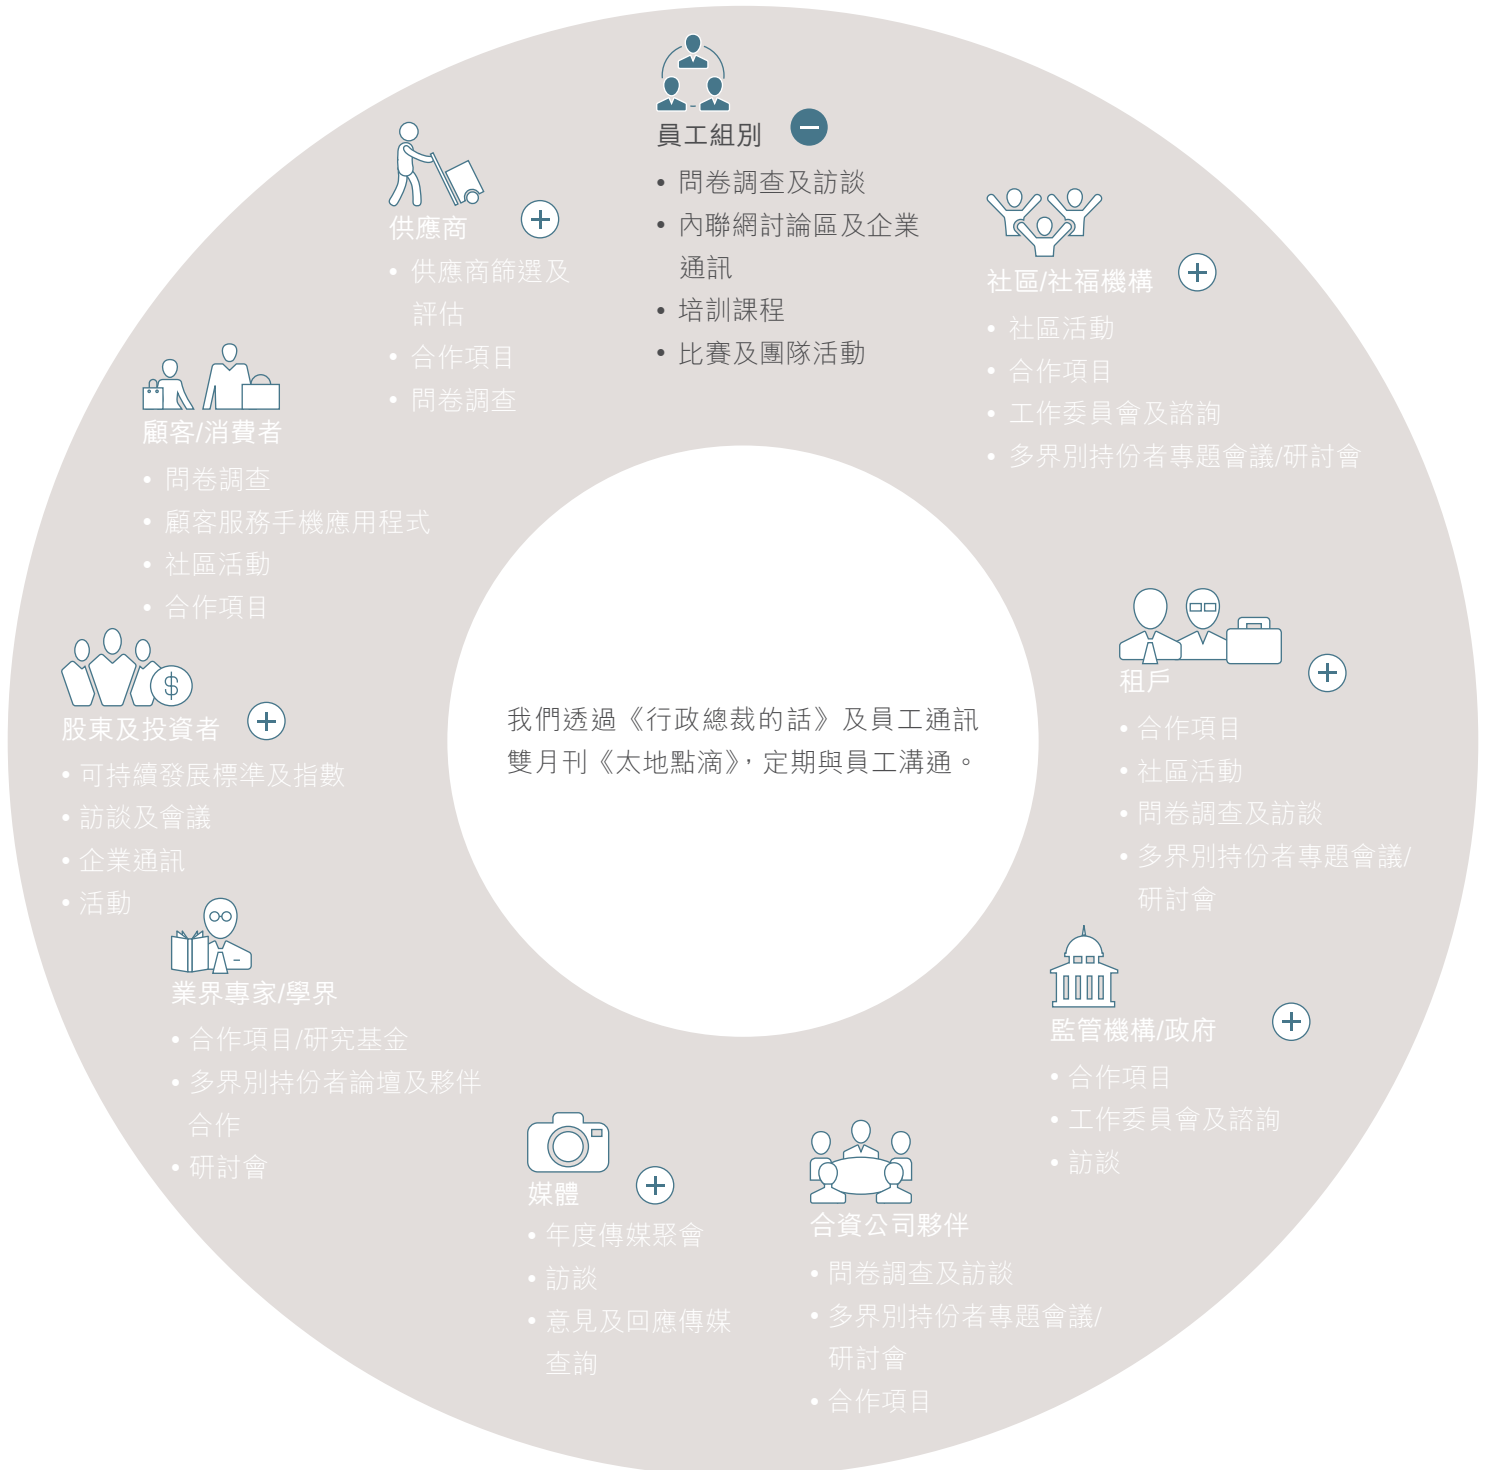 員工組別
• 問卷調查及訪談
• 內聯網討論區及企業
通訊
• 培訓課程
• 比賽及團隊活動
社區/社福機構
• 社區活動
• 合作項目
• 工作委員會及諮詢
• 多界別持份者專題會議/研討會
租戶
• 合作項目
• 社區活動
• 問卷調查及訪談
• 多界別持份者專題會議/
研討會
監管機構/政府
• 合作項目
• 工作委員會及諮詢
• 訪談
合資公司夥伴
• 問卷調查及訪談
• 多界別持份者專題會議/
研討會
• 合作項目
媒體
• 年度傳媒聚會
• 訪談
• 意見及回應傳媒
查詢
業界專家/學界
• 合作項目/研究基金
• 多界別持份者論壇及夥伴
合作
• 研討會
股東及投資者
• 可持續發展標準及指數
• 訪談及會議
• 企業通訊
• 活動
顧客/消費者
• 問卷調查
• 顧客服務手機應用程式
• 社區活動
• 合作項目
供應商
• 供應商篩選及
評估
• 合作項目
• 問卷調查
我們透過《行政總裁的話》及員工通訊
雙月刊《太地點滴》，定期與員工溝通。
$